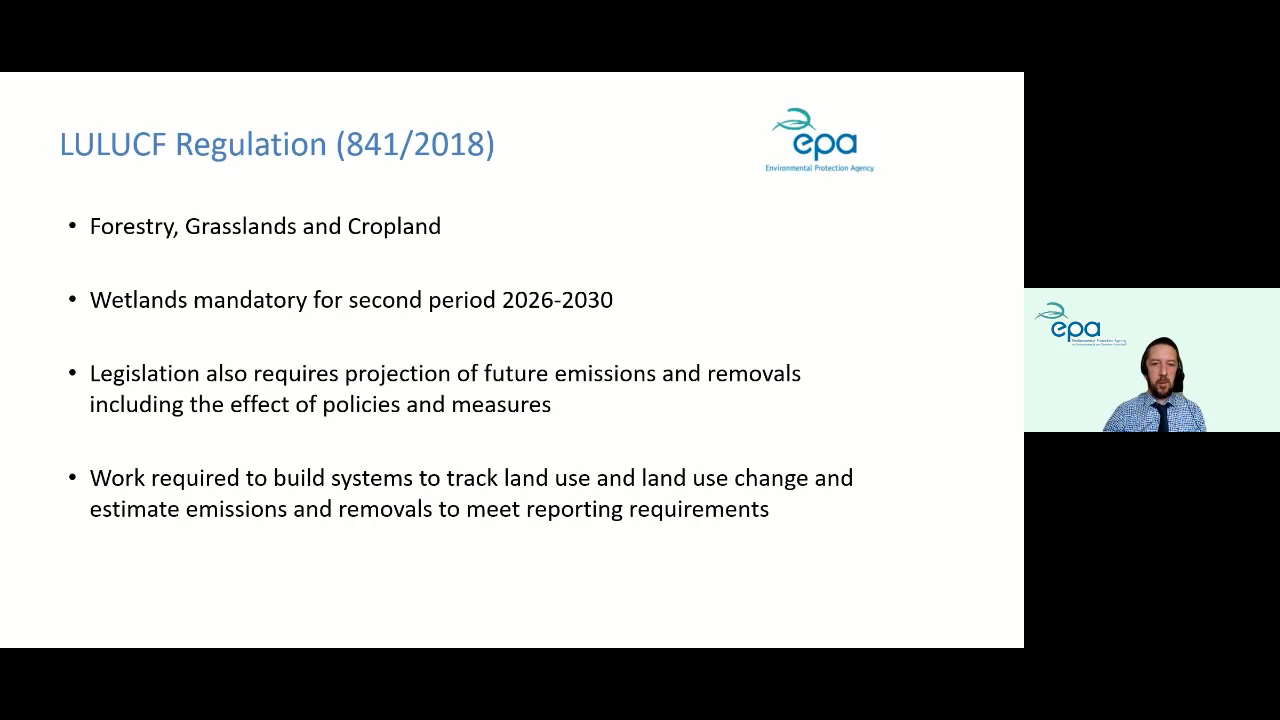 LULUCF Regulation (841/2018)
epa
Environmental Protection Agency
• Forestry, Grasslands and Cropland
• Wetlands mandatory for second period 2026-2030
• Legislation also requires projection of future emissions and removals
including the effect of policies and measures
• Work required to build systems to track land use and land use change and
estimate emissions and removals to meet reporting requirements
epa
Environmental Protection Agency